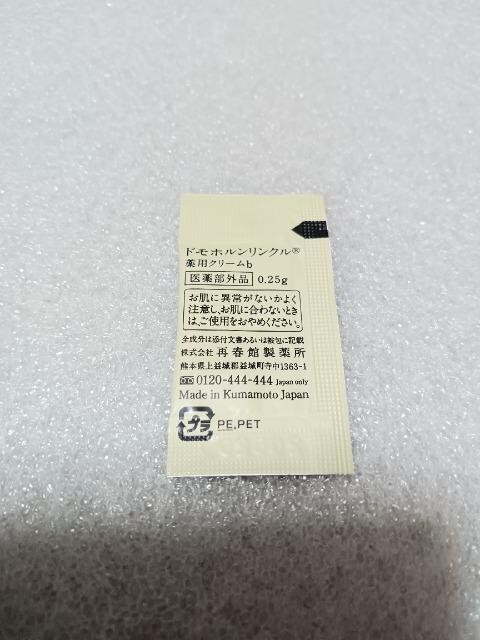 ドモホルンリンクル®
薬用クリームb
医薬部外品 0.25g
お肌に異常がないかよく
注意し、お肌に合わないとき
は、ご使用をおやめください。
全成分は添付文書あるいは被包に記載
株式会社 再春館製薬所
熊本県上益城郡益城町寺中1363-1
0120-444-444 Japan only
Made in Kumamoto Japan
プラ PE,PET